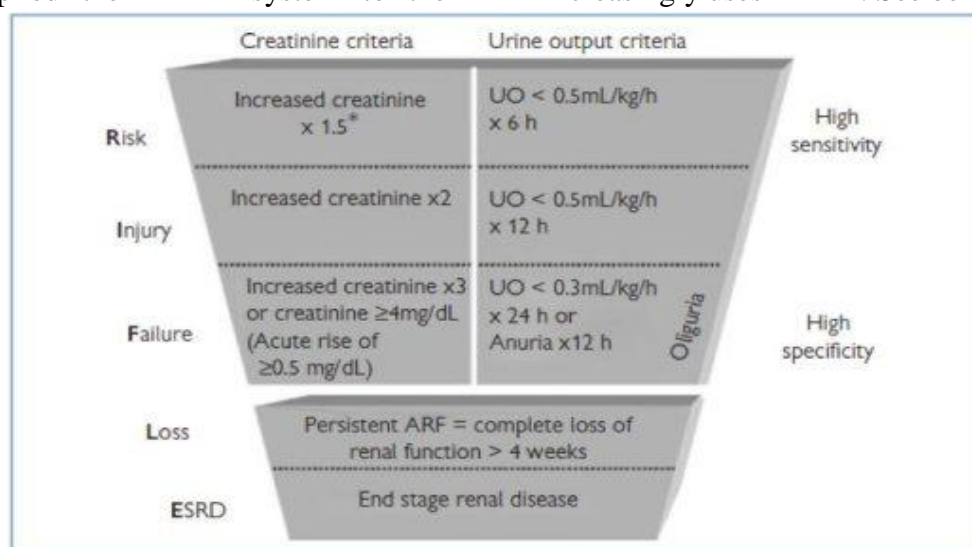 Creatinine criteria
Urine output criteria
Risk
Increased creatinine
x 1.5*
UO < 0.5mL/kg/h
x 6 h
High
sensitivity
Injury
Increased creatinine x2
UO < 0.5mL/kg/h
x 12 h
Failure
Increased creatinine x3
or creatinine ≥4mg/dL
(Acute rise of
≥0.5 mg/dL)
UO < 0.3mL/kg/h
x 24 h or
Anuria x12 h
Oliguria
High
specificity
Loss
Persistent ARF = complete loss of
renal function > 4 weeks
ESRD
End stage renal disease